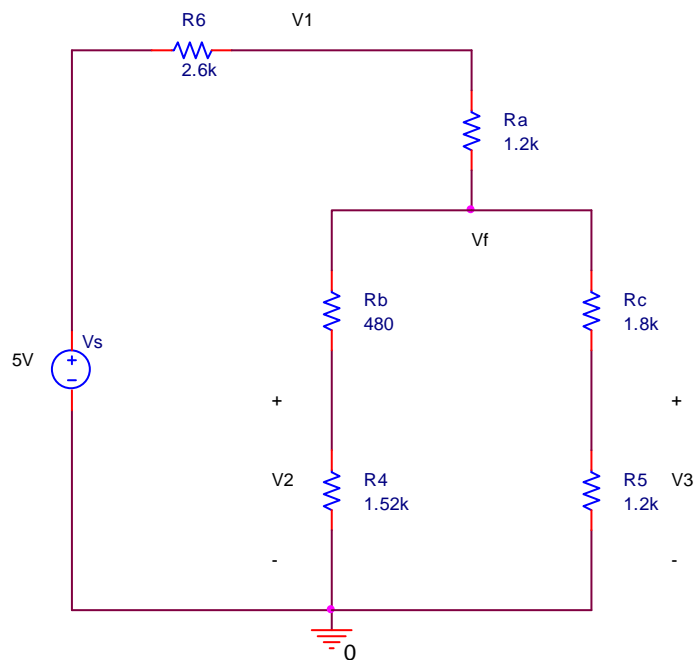 R6
V1
2.6k
Ra
1.2k
Vf
Rb
480
Rc
1.8k
Vs
5V
+
-
+
+
V2
R4
1.52k
R5
1.2k
V3
-
-
0